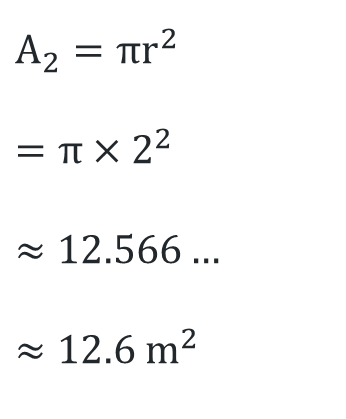 A₂ = πr²
= π × 2²
≈ 12.566 ...
≈ 12.6 m²